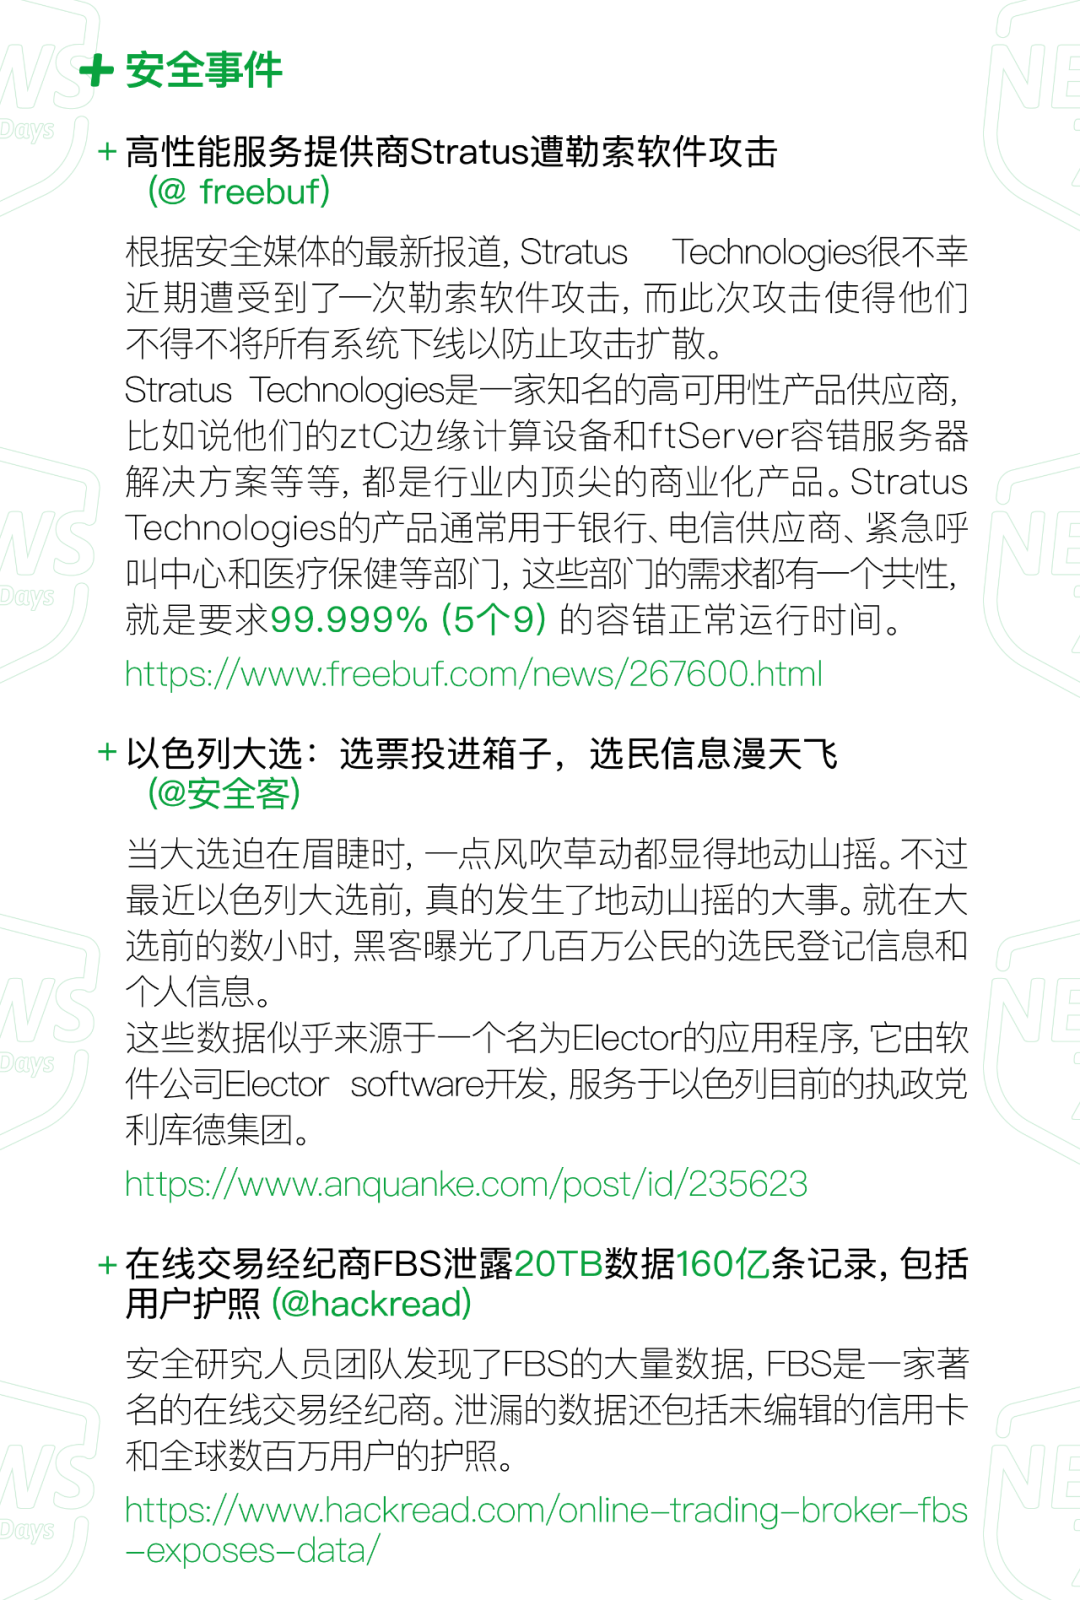 安全事件
+ 高性能服务提供商Stratus遭勒索软件攻击
(@ freebuf)
根据安全媒体的最新报道, Stratus Technologies很不幸
近期遭受到了一次勒索软件攻击, 而此次攻击使得他们
不得不将所有系统下线以防止攻击扩散。
Stratus Technologies是一家知名的高可用性产品供应商,
比如说他们的ztC边缘计算设备和ftServer容错服务器
解决方案等等, 都是行业内顶尖的商业化产品。Stratus
Technologies的产品通常用于银行、电信供应商、紧急呼
叫中心和医疗保健等部门, 这些部门的需求都有一个共性,
就是要求99.999% (5个9) 的容错正常运行时间。
https://www.freebuf.com/news/267600.html
+ 以色列大选：选票投进箱子，选民信息漫天飞
(@安全客)
当大选迫在眉睫时, 一点风吹草动都显得地动山摇。不过
最近以色列大选前, 真的发生了地动山摇的大事。就在大
选前的数小时, 黑客曝光了几百万公民的选民登记信息和
个人信息。
这些数据似乎来源于一个名为Elector的应用程序, 它由软
件公司Elector software开发, 服务于以色列目前的执政党
利库德集团。
https://www.anquanke.com/post/id/235623
+ 在线交易经纪商FBS泄露20TB数据160亿条记录, 包括
用户护照 (@hackread)
安全研究人员团队发现了FBS的大量数据, FBS是一家著
名的在线交易经纪商。泄漏的数据还包括未编辑的信用卡
和全球数百万用户的护照。
https://www.hackread.com/online-trading-broker-fbs
-exposes-data/